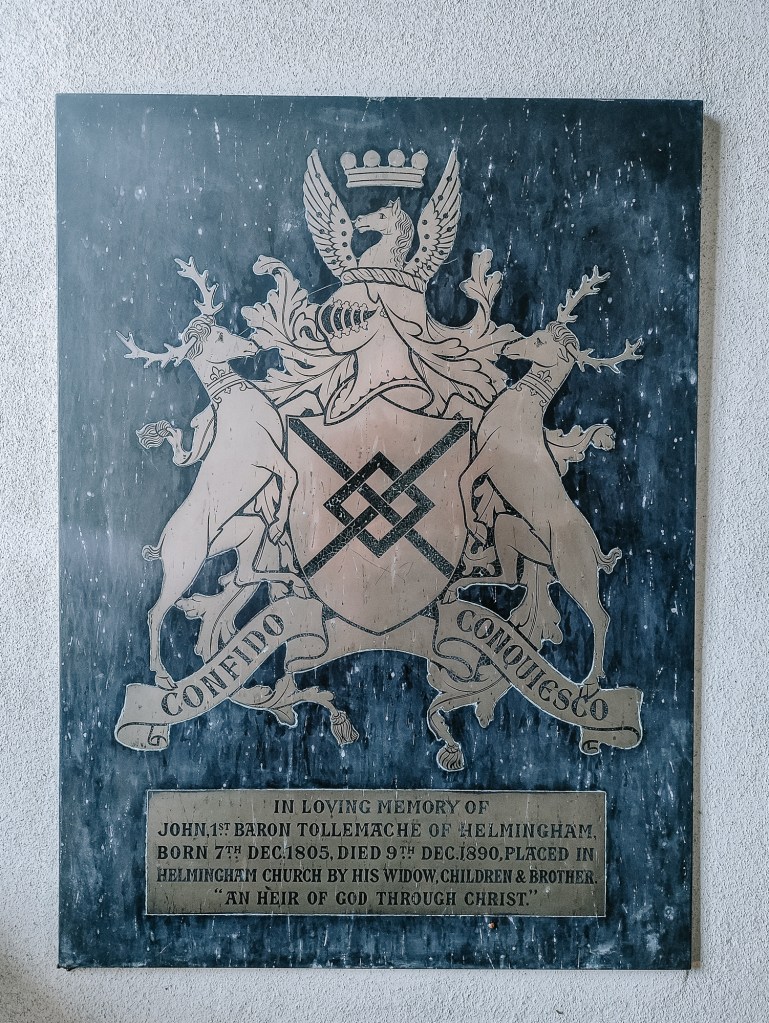 CONFIDO CONQUIESCO
IN LOVING MEMORY OF
JOHN, 1ST BARON TOLLEMACHE OF HELMINGHAM,
BORN 7TH DEC. 1805, DIED 9TH DEC. 1890, PLACED IN
HELMINGHAM CHURCH BY HIS WIDOW, CHILDREN & BROTHER.
"AN HEIR OF GOD THROUGH CHRIST."